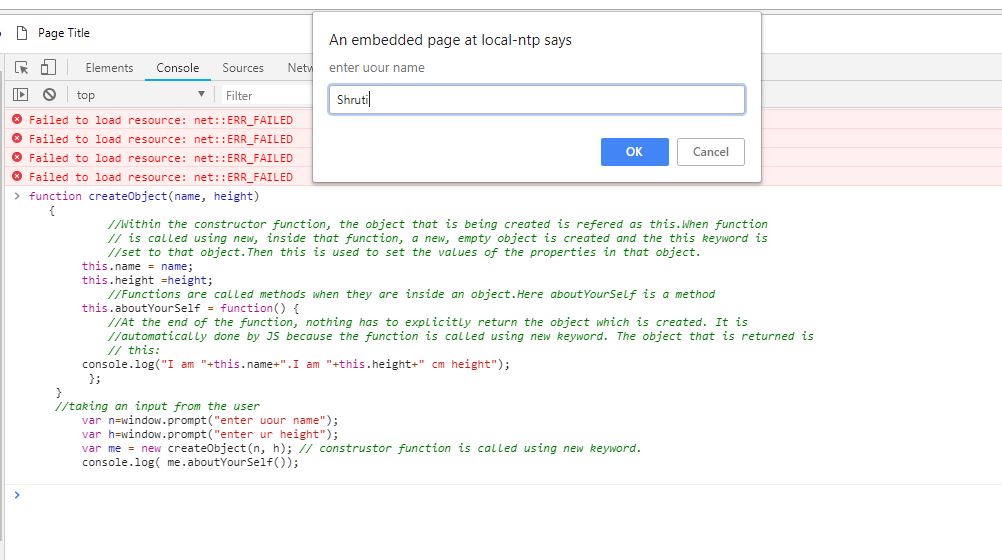 Page Title
An embedded page at local-ntp says
enter uour name
Shruti
OK
Cancel
Elements Console Sources Netw
top Filter
Failed to load resource: net::ERR_FAILED
Failed to load resource: net::ERR_FAILED
Failed to load resource: net::ERR_FAILED
Failed to load resource: net::ERR_FAILED
> function createObject(name, height)
{
//Within the constructor function, the object that is being created is refered as this.When function
// is called using new, inside that function, a new, empty object is created and the this keyword is
//set to that object.Then this is used to set the values of the properties in that object.
this.name = name;
this.height =height;
//Functions are called methods when they are inside an object.Here aboutYourSelf is a method
this.aboutYourSelf = function() {
//At the end of the function, nothing has to explicitly return the object which is created. It is
//automatically done by JS because the function is called using new keyword. The object that is returned is
// this:
console.log("I am "+this.name+".I am "+this.height+" cm height");
};
}
//taking an input from the user
var n=window.prompt("enter uour name");
var h=window.prompt("enter ur height");
var me = new createObject(n, h); // construstor function is called using new keyword.
console.log( me.aboutYourSelf());
>